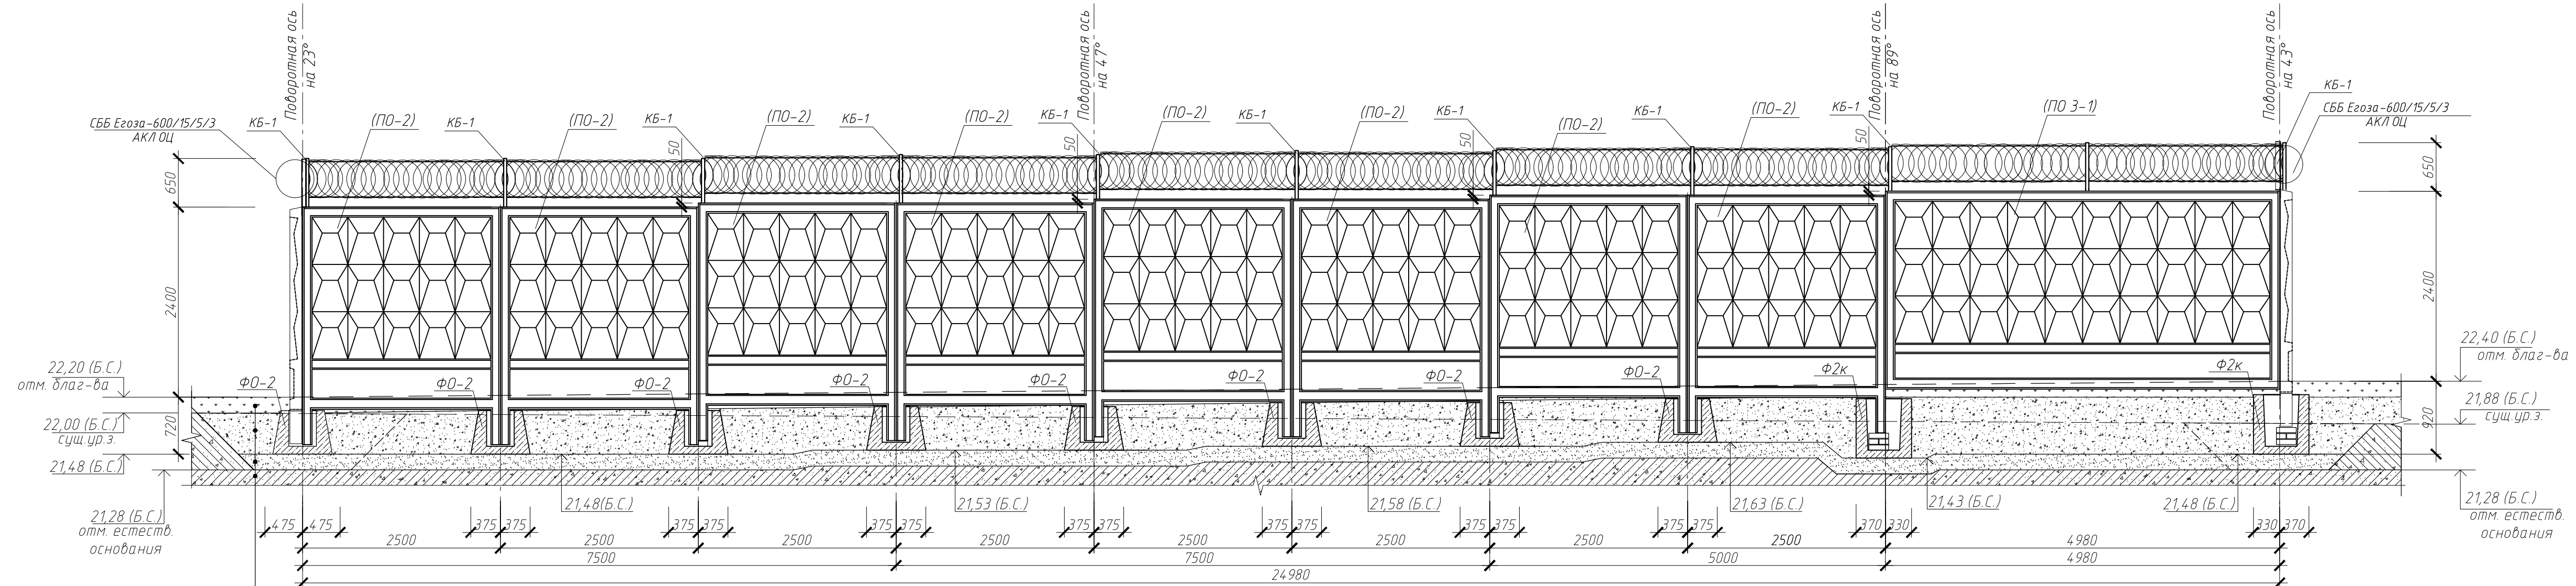 Поворотная ось
на 23°
Поворотная ось
на 47°
Поворотная ось
на 89°
Поворотная ось
на 43°
СББ Егоза-600/15/5/3
АКЛ ОЦ
КБ-1
(ПО-2)
КБ-1
(ПО-2)
КБ-1
(ПО-2)
КБ-1
(ПО-2)
КБ-1
(ПО-2)
КБ-1
(ПО-2)
КБ-1
(ПО-2)
КБ-1
(ПО-2)
КБ-1
(ПО 3-1)
КБ-1
СББ Егоза-600/15/5/3
АКЛ ОЦ
50
50
50
50
650
2400
720
650
2400
920
22,20 (Б.С.)
отм. благ-ва
22,00 (Б.С.)
сущ.ур.з.
21,48 (Б.С.)
21,28 (Б.С.)
отм. естеств.
основания
ФО-2
ФО-2
ФО-2
ФО-2
ФО-2
ФО-2
ФО-2
ФО-2
Ф2к
Ф2к
22,40 (Б.С.)
отм. благ-ва
21,88 (Б.С.)
сущ.ур.з.
21,28 (Б.С.)
отм. естеств.
основания
21,48(Б.С.)
21,53 (Б.С.)
21,58 (Б.С.)
21,63 (Б.С.)
21,43 (Б.С.)
21,48 (Б.С.)
475 475 375 375 375 375 375 375 375 375 375 375 375 375 375 375 370 330 330 370
2500 2500 2500 2500 2500 2500 2500 2500 4980
7500 7500 5000 4980
24980